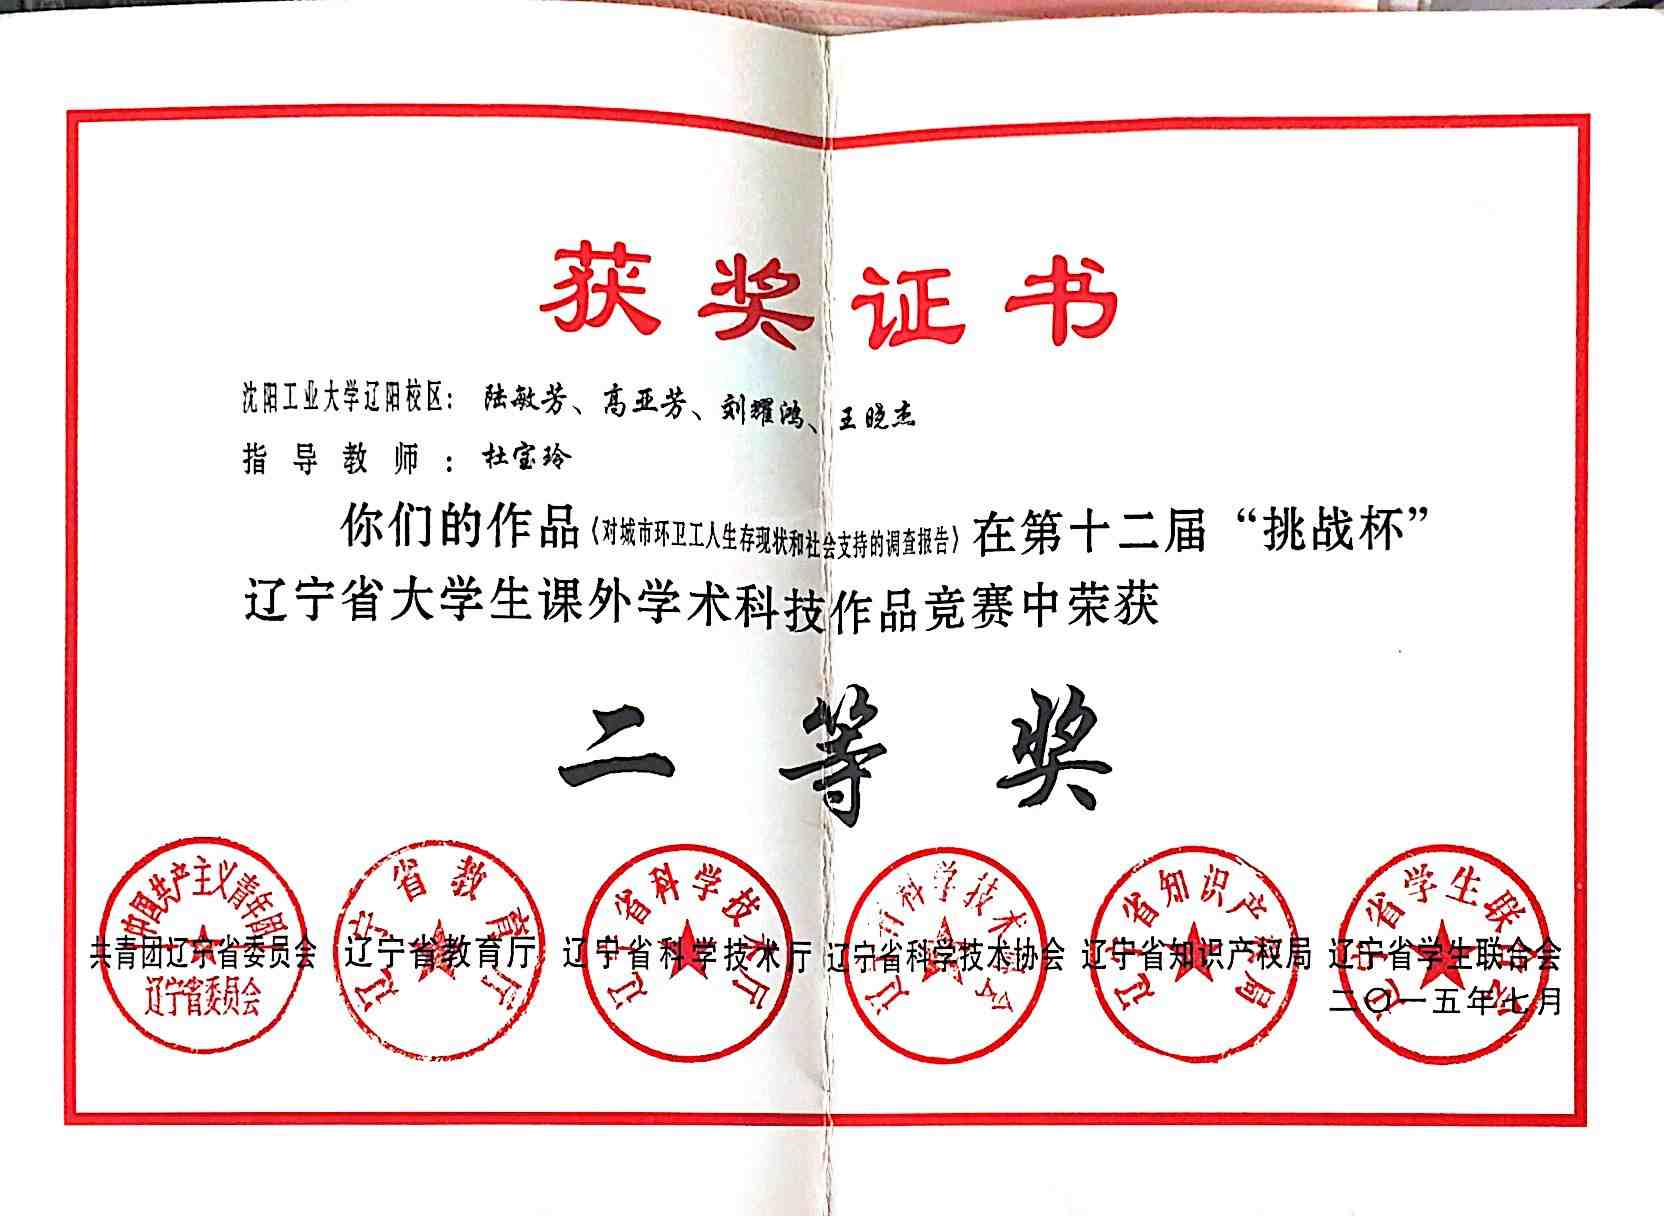 获奖证书
沈阳工业大学辽阳校区：陆敏芳、高亚芳、刘耀鸿、王晓杰
指导教师：杜宝玲
你们的作品《对城市环卫工人生存现状和社会支持的调查报告》在第十二届“挑战杯”
辽宁省大学生课外学术科技作品竞赛中荣获
二等奖
共青团辽宁省委员会 辽宁省教育厅 辽宁省科学技术厅 辽宁省科学技术协会 辽宁省知识产权局 辽宁省学生联合会
二〇一五年七月
中国共产主义青年团
辽宁省委员会
辽宁省教育厅
辽宁省科学技术厅
辽宁省科学技术协会
辽宁省知识产权局
辽宁省学生联合会